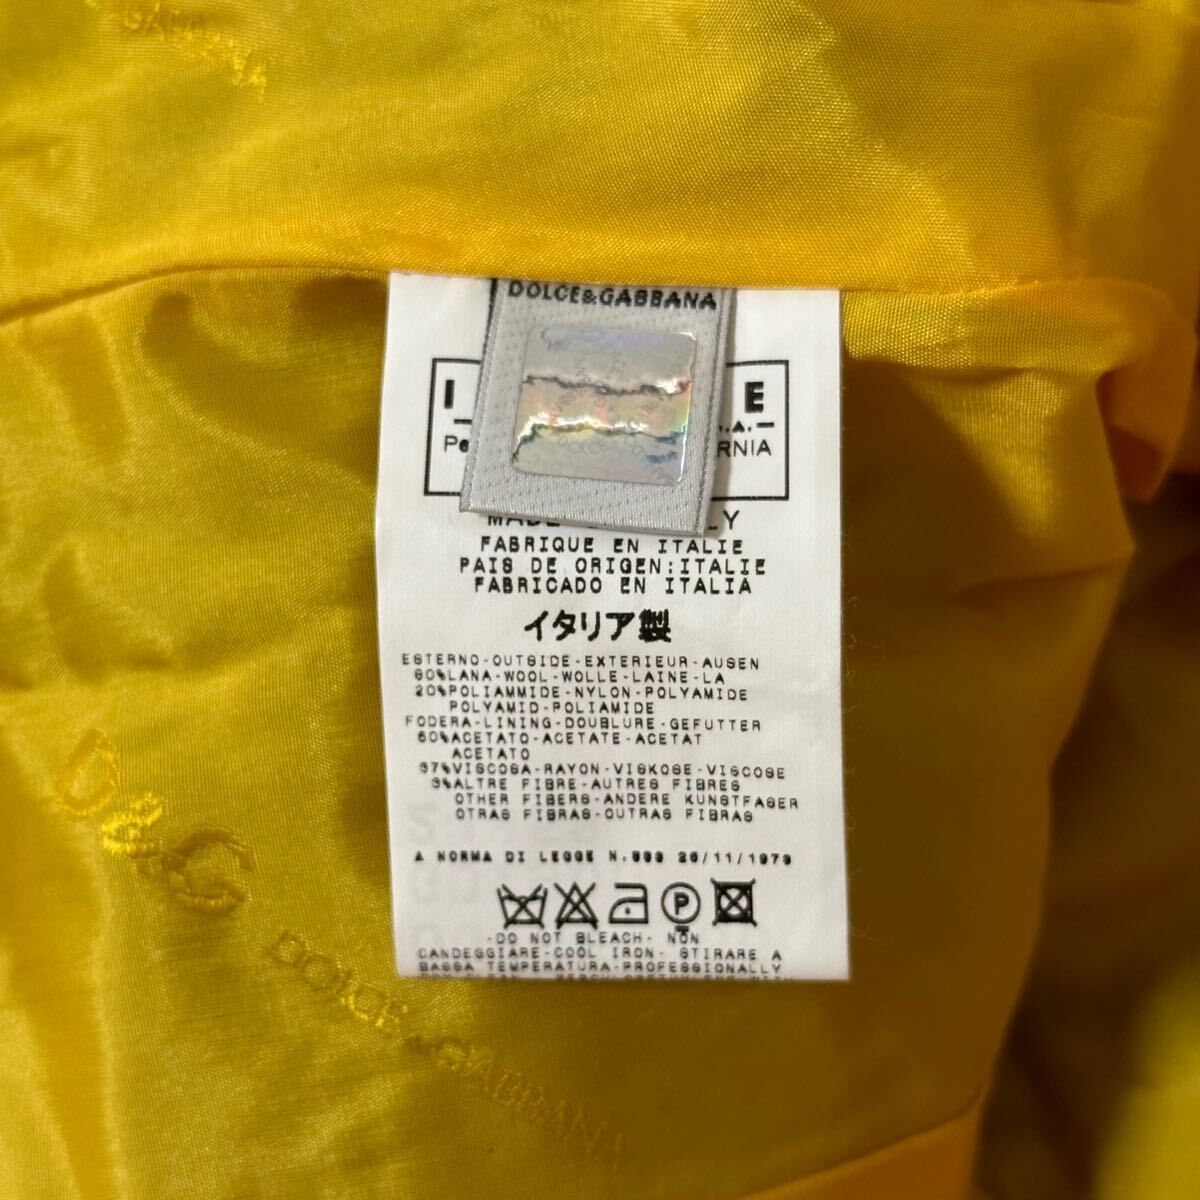 DOLCE&GABBANA
I E
.A.
Pe RNIA
MADE LY
FABRIQUE EN ITALIE
PAIS DE ORIGEN:ITALIE
FABRICADO EN ITALIA
イタリア製
ESTERNO-OUTSIDE-EXTERIEUR-AUSEN
80%LANA-WOOL-WOLLE-LAINE-LA
20%POLIAMMIDE-NYLON-POLYAMIDE
POLYAMID-POLIAMIDE
FODERA-LINING-DOUBLURE-GEFUTTER
60%ACETATO-ACETATE-ACETAT
ACETATO
37%VISCOSA-RAYON-VISKOSE-VISCOSE
3%ALTRE FIBRE-AUTRES FIBRES
OTHER FIBERS-ANDERE KUNSTFASER
OTRAS FIBRAS-OUTRAS FIBRAS
A NORMA DI LEGGE N.883 26/11/1973
P
-DO NOT BLEACH- NON
CANDEGGIARE-COOL IRON- STIRARE A
BASSA TEMPERATURA-PROFESSIONALLY
D&G
DOLCE & GABBANA